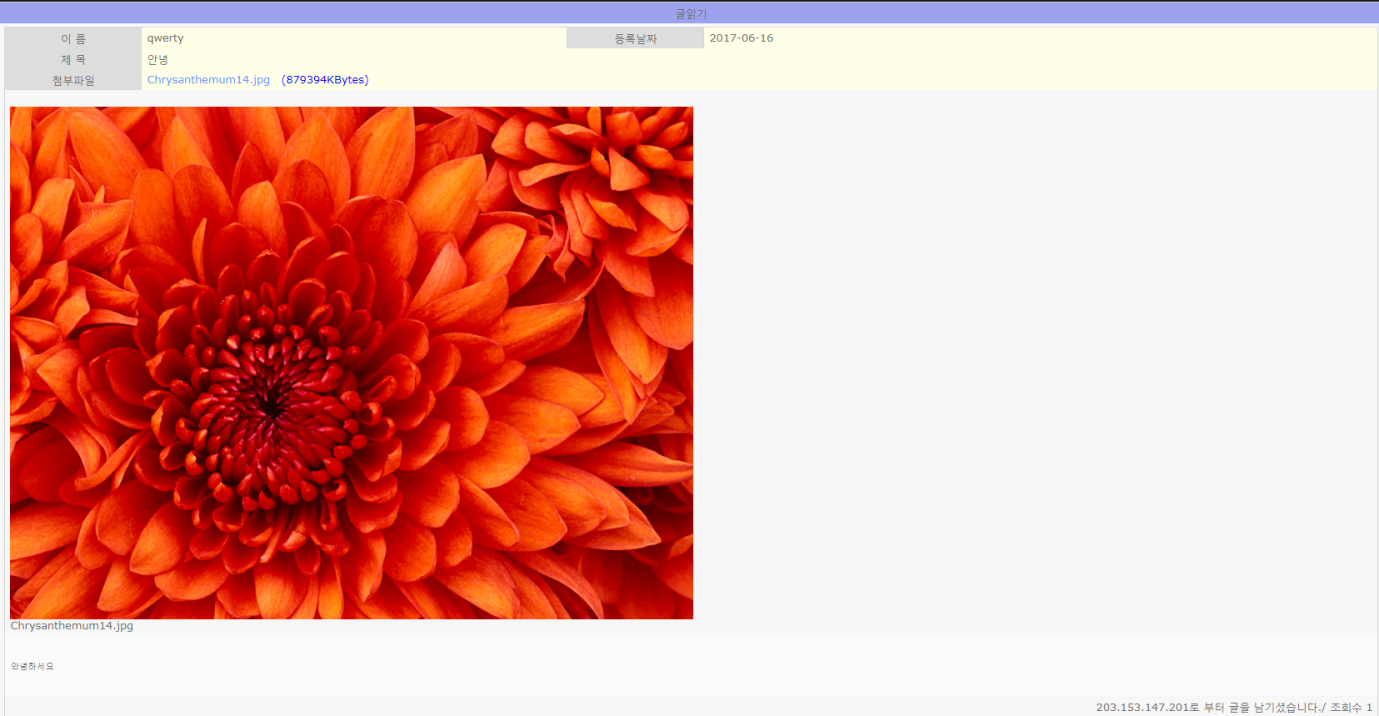 글읽기
이 름 qwerty 등록날짜 2017-06-16
제 목 안녕
첨부파일 Chrysanthemum14.jpg (879394KBytes)
Chrysanthemum14.jpg
안녕하서요
203.153.147.201로 부터 글을 남기셨습니다./ 조회수 1